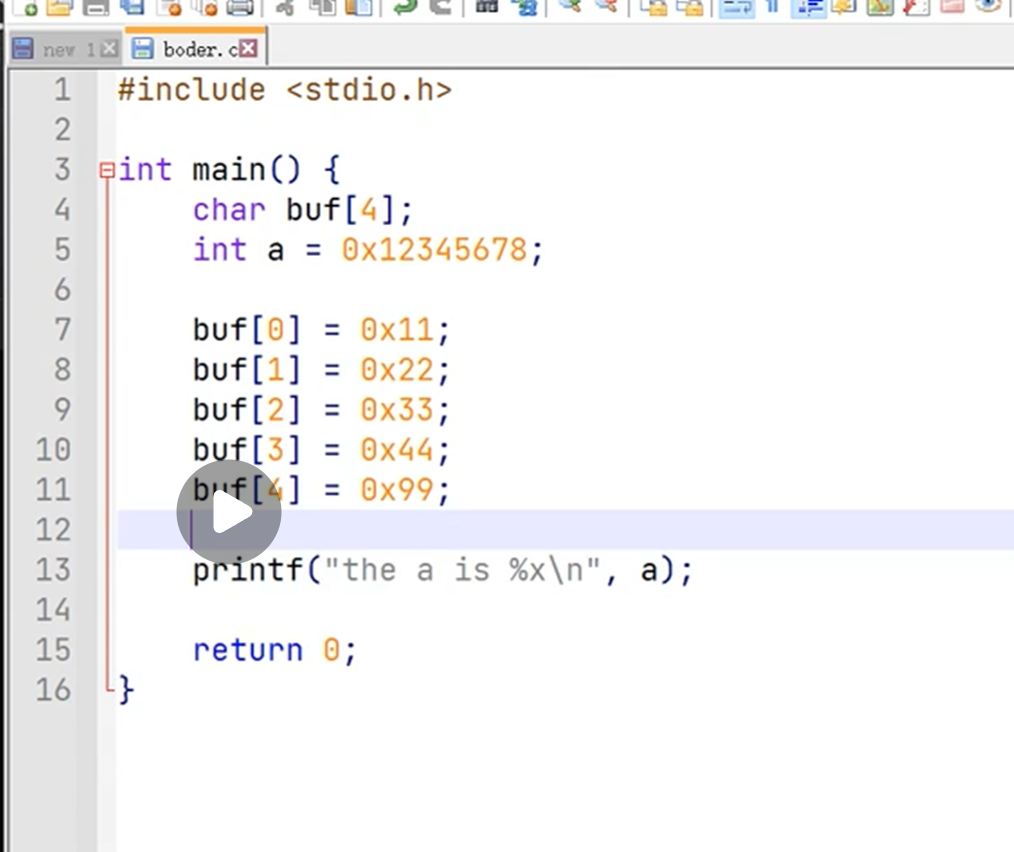 new 1
boder.c
1 #include <stdio.h>
2
3 int main() {
4 char buf[4];
5 int a = 0x12345678;
6
7 buf[0] = 0x11;
8 buf[1] = 0x22;
9 buf[2] = 0x33;
10 buf[3] = 0x44;
11 buf[4] = 0x99;
12
13 printf("the a is %x\n", a);
14
15 return 0;
16 }